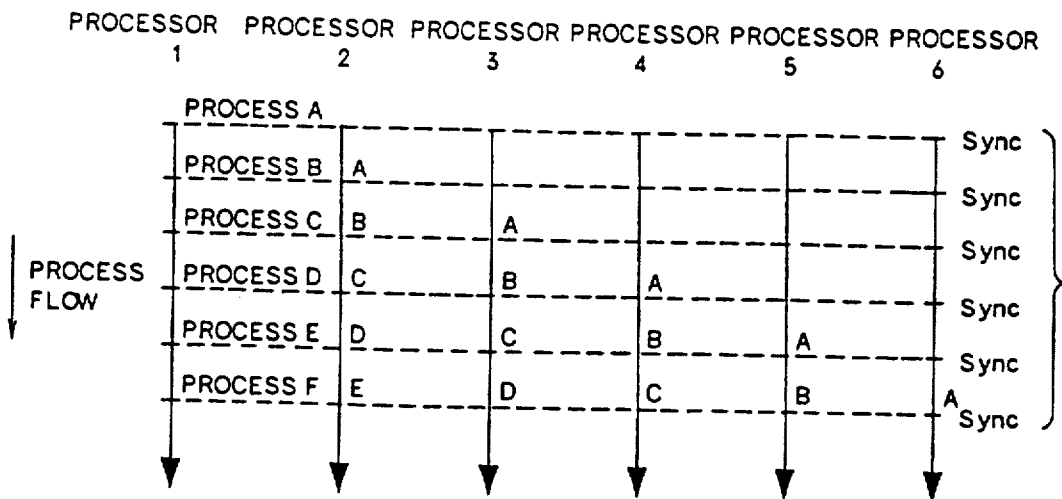 PROCESSOR PROCESSOR PROCESSOR PROCESSOR PROCESSOR PROCESSOR
1 2 3 4 5 6
PROCESS A
Sync
PROCESS B A
Sync
PROCESS C B A
Sync
PROCESS D C B A
Sync
PROCESS E D C B A
Sync
PROCESS F E D C B A
Sync
PROCESS
FLOW